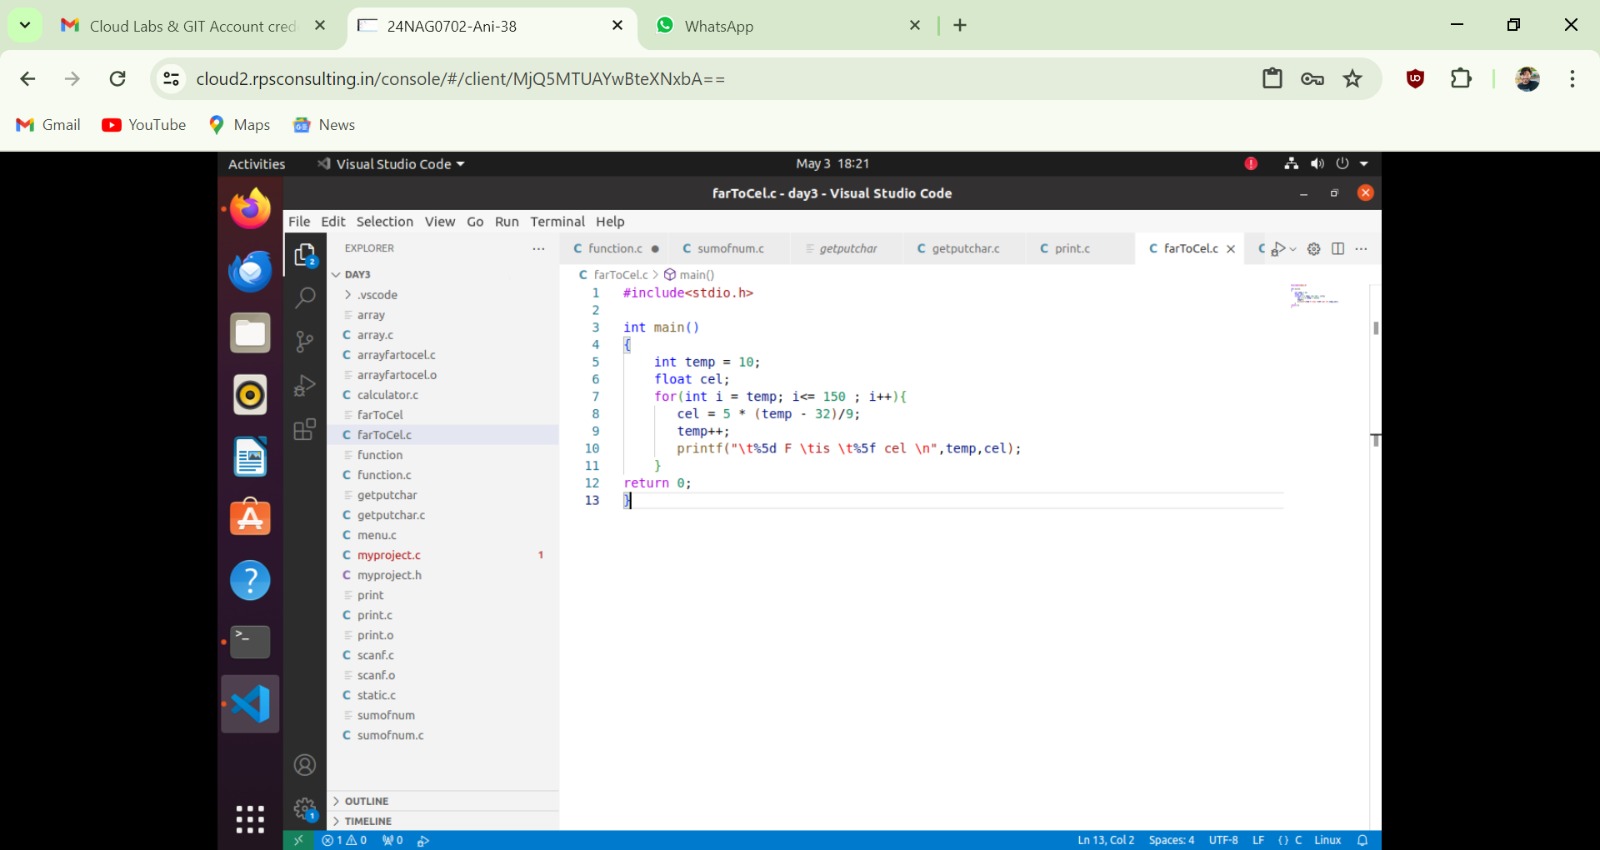 Cloud Labs & GIT Account cred
24NAG0702-Ani-38
WhatsApp
cloud2.rpsconsulting.in/console/#/client/MjQ5MTUAYwBteXNxbA==
Gmail
YouTube
Maps
News
Activities
Visual Studio Code
May 3 18:21
farToCel.c - day3 - Visual Studio Code
File Edit Selection View Go Run Terminal Help
EXPLORER
C function.c
C sumofnum.c
getputchar
C getputchar.c
C print.c
C farToCel.c
DAY3
.vscode
array
C array.c
C arrayfartocel.c
arrayfartocel.o
C calculator.c
farToCel
C farToCel.c
function
C function.c
getputchar
C getputchar.c
C menu.c
C myproject.c 1
C myproject.h
print
C print.c
print.o
C scanf.c
scanf.o
C static.c
sumofnum
C sumofnum.c
OUTLINE
TIMELINE
C farToCel.c > main()
1 #include<stdio.h>
2
3 int main()
4 {
5 int temp = 10;
6 float cel;
7 for(int i = temp; i<= 150 ; i++){
8 cel = 5 * (temp - 32)/9;
9 temp++;
10 printf("\t%5d F \tis \t%5f cel \n",temp,cel);
11 }
12 return 0;
13 }
2
1
1 0 0
Ln 13, Col 2 Spaces: 4 UTF-8 LF {} C Linux